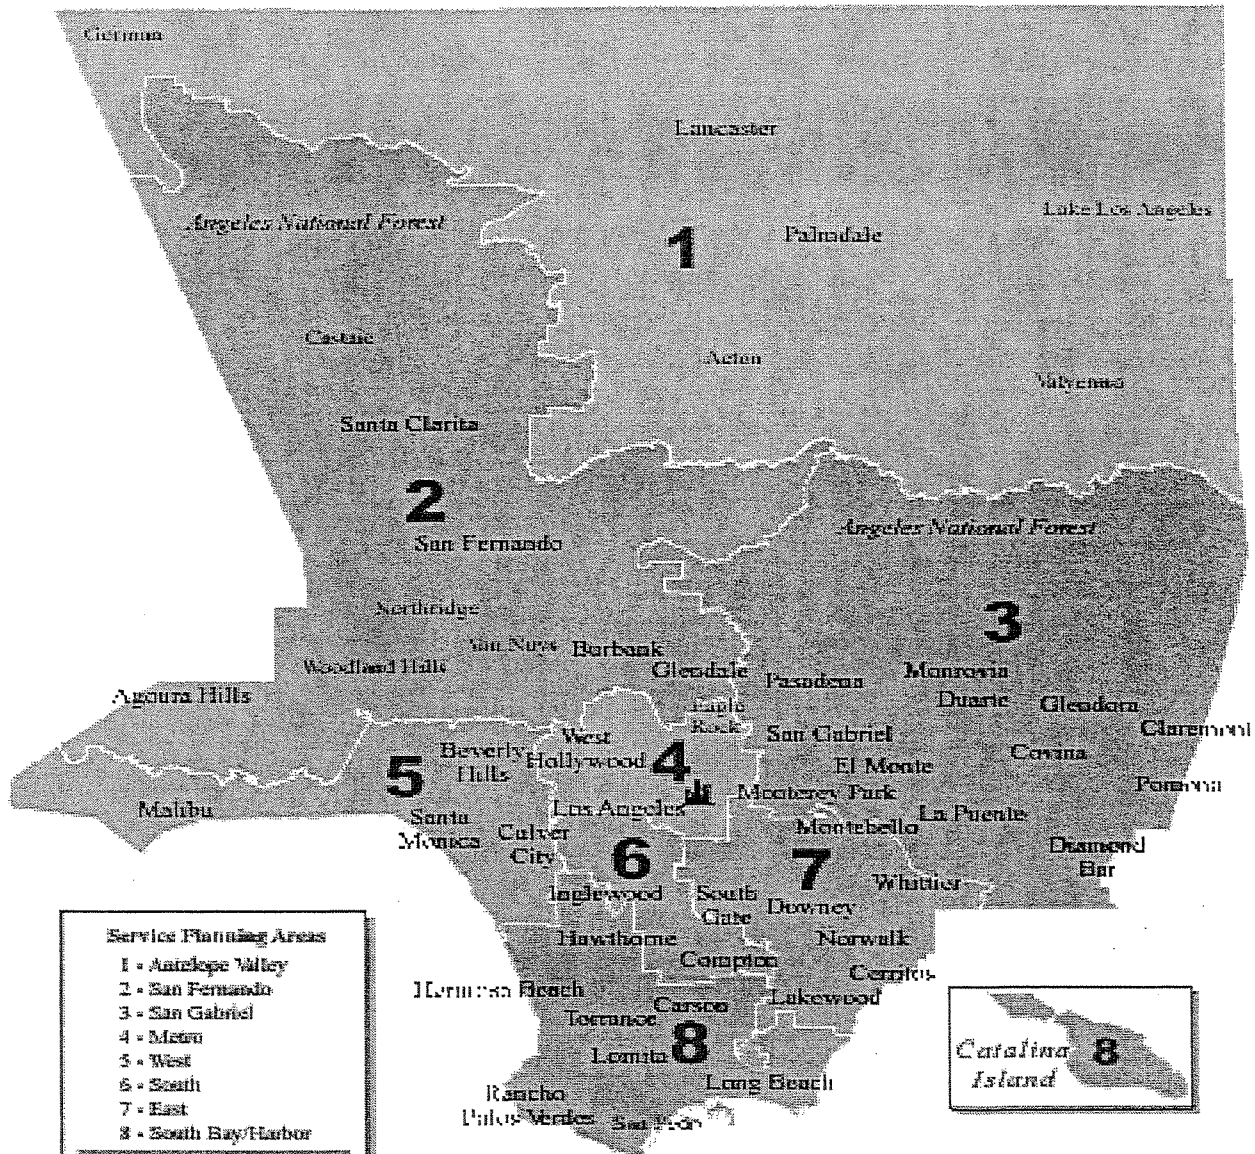 German
Lancaster
Lake Los Angeles
Angeles National Forest
1
Palmdale
Castaic
Acton
Valyermo
Santa Clarita
2
San Fernando
Angeles National Forest
Northridge
3
Van Nuys
Burbank
Woodland Hills
Glendale
Pasadena
Monrovia
Agoura Hills
Duarte
Glendora
Eagle
Rock
Claremont
San Gabriel
West
Hollywood
4
Beverly
Hills
5
Covina
El Monte
Pomona
Monterey Park
Malibu
Los Angeles
Santa
Monica
La Puente
Montebello
Culver
City
6
7
Diamond
Bar
Whittier
Inglewood
South
Gate
Downey
Hawthorne
Norwalk
Compton
Cerritos
Hermosa Beach
Lakewood
Carson
Torrance
8
Lomita
Long Beach
Rancho
Palos Verdes
Service Planning Areas
1 - Antelope Valley
2 - San Fernando
3 - San Gabriel
4 - Metro
5 - West
6 - South
7 - East
8 - South Bay/Harbor
Catalina
Island
8